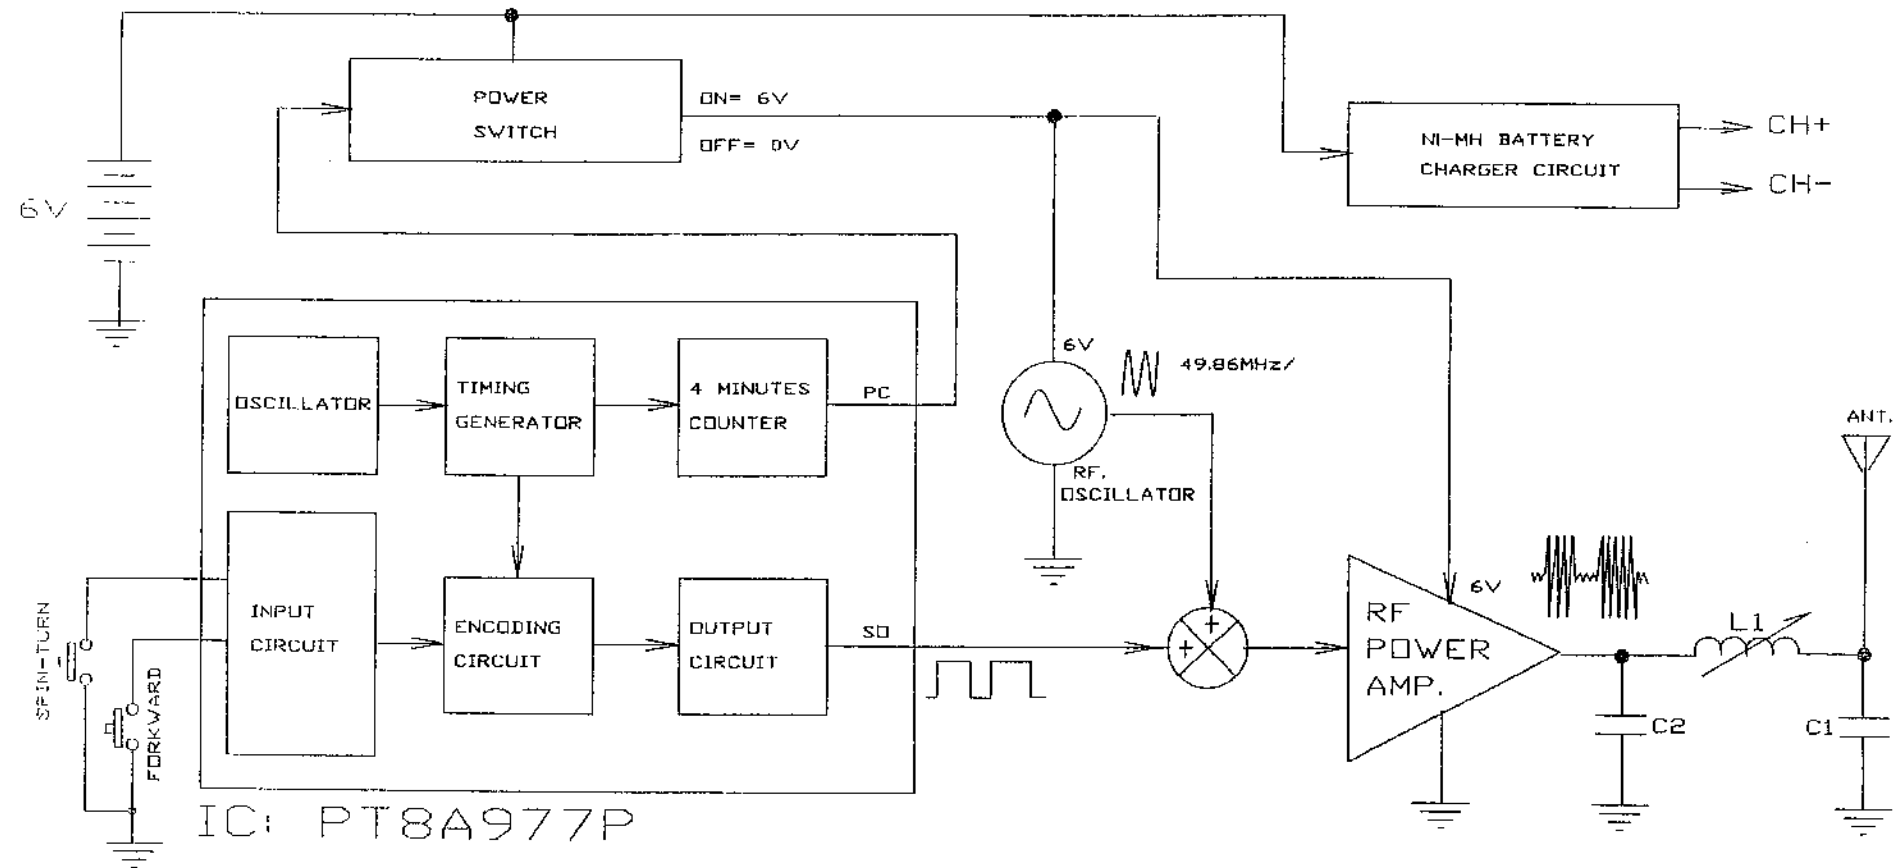 POWER
SWITCH
ON= 6V
OFF= 0V
NI-MH BATTERY
CHARGER CIRCUIT
CH+
CH-
6V
OSCILLATOR
TIMING
GENERATOR
4 MINUTES
COUNTER
PC
6V
49.86MHz/
RF.
OSCILLATOR
ANT.
SPIN-TURN
FORKWARD
INPUT
CIRCUIT
ENCODING
CIRCUIT
OUTPUT
CIRCUIT
SO
+
+
RF
POWER
AMP.
6V
L1
C2
C1
IC: PT8A977P